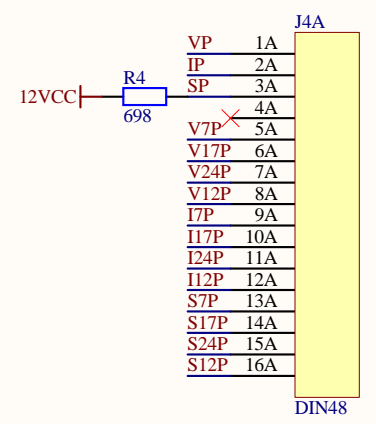 J4A
VP 1A
IP 2A
R4 SP 3A
12VCC
698
4A
V7P 5A
V17P 6A
V24P 7A
V12P 8A
I7P 9A
I17P 10A
I24P 11A
I12P 12A
S7P 13A
S17P 14A
S24P 15A
S12P 16A
DIN48